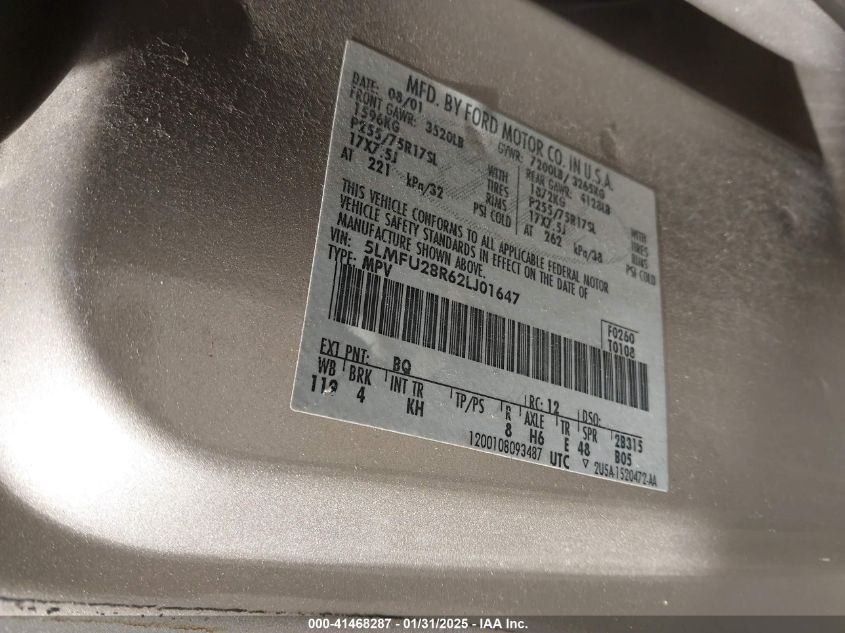 MFD. BY FORD MOTOR CO. IN U.S.A.
DATE: 08/01 GVWR: 7200LB/ 3265KG
FRONT GAWR: 3520LB REAR GAWR: 4128LB
1596KG WITH 1872KG WITH
P255/75R17SL TIRES P255/75R17SL TIRES
17X7.5J RIMS 17X7.5J RIMS
AT 221 kPa/32 PSI COLD AT 262 kPa/38 PSI COLD
THIS VEHICLE CONFORMS TO ALL APPLICABLE FEDERAL MOTOR
VEHICLE SAFETY STANDARDS IN EFFECT ON THE DATE OF
MANUFACTURE SHOWN ABOVE.
VIN: 5LMFU28R62LJ01647
TYPE: MPV
F0260
T0108
EXT PNT: BQ RC: 12 DSO:
WB BRK INT TR TP/PS R AXLE TR SPR 2B315
119 4 KH 8 H6 E 48 B05
1200108093487 UTC ▽ 2U5A-1520472-AA
000-41468287 - 01/31/2025 - IAA Inc.